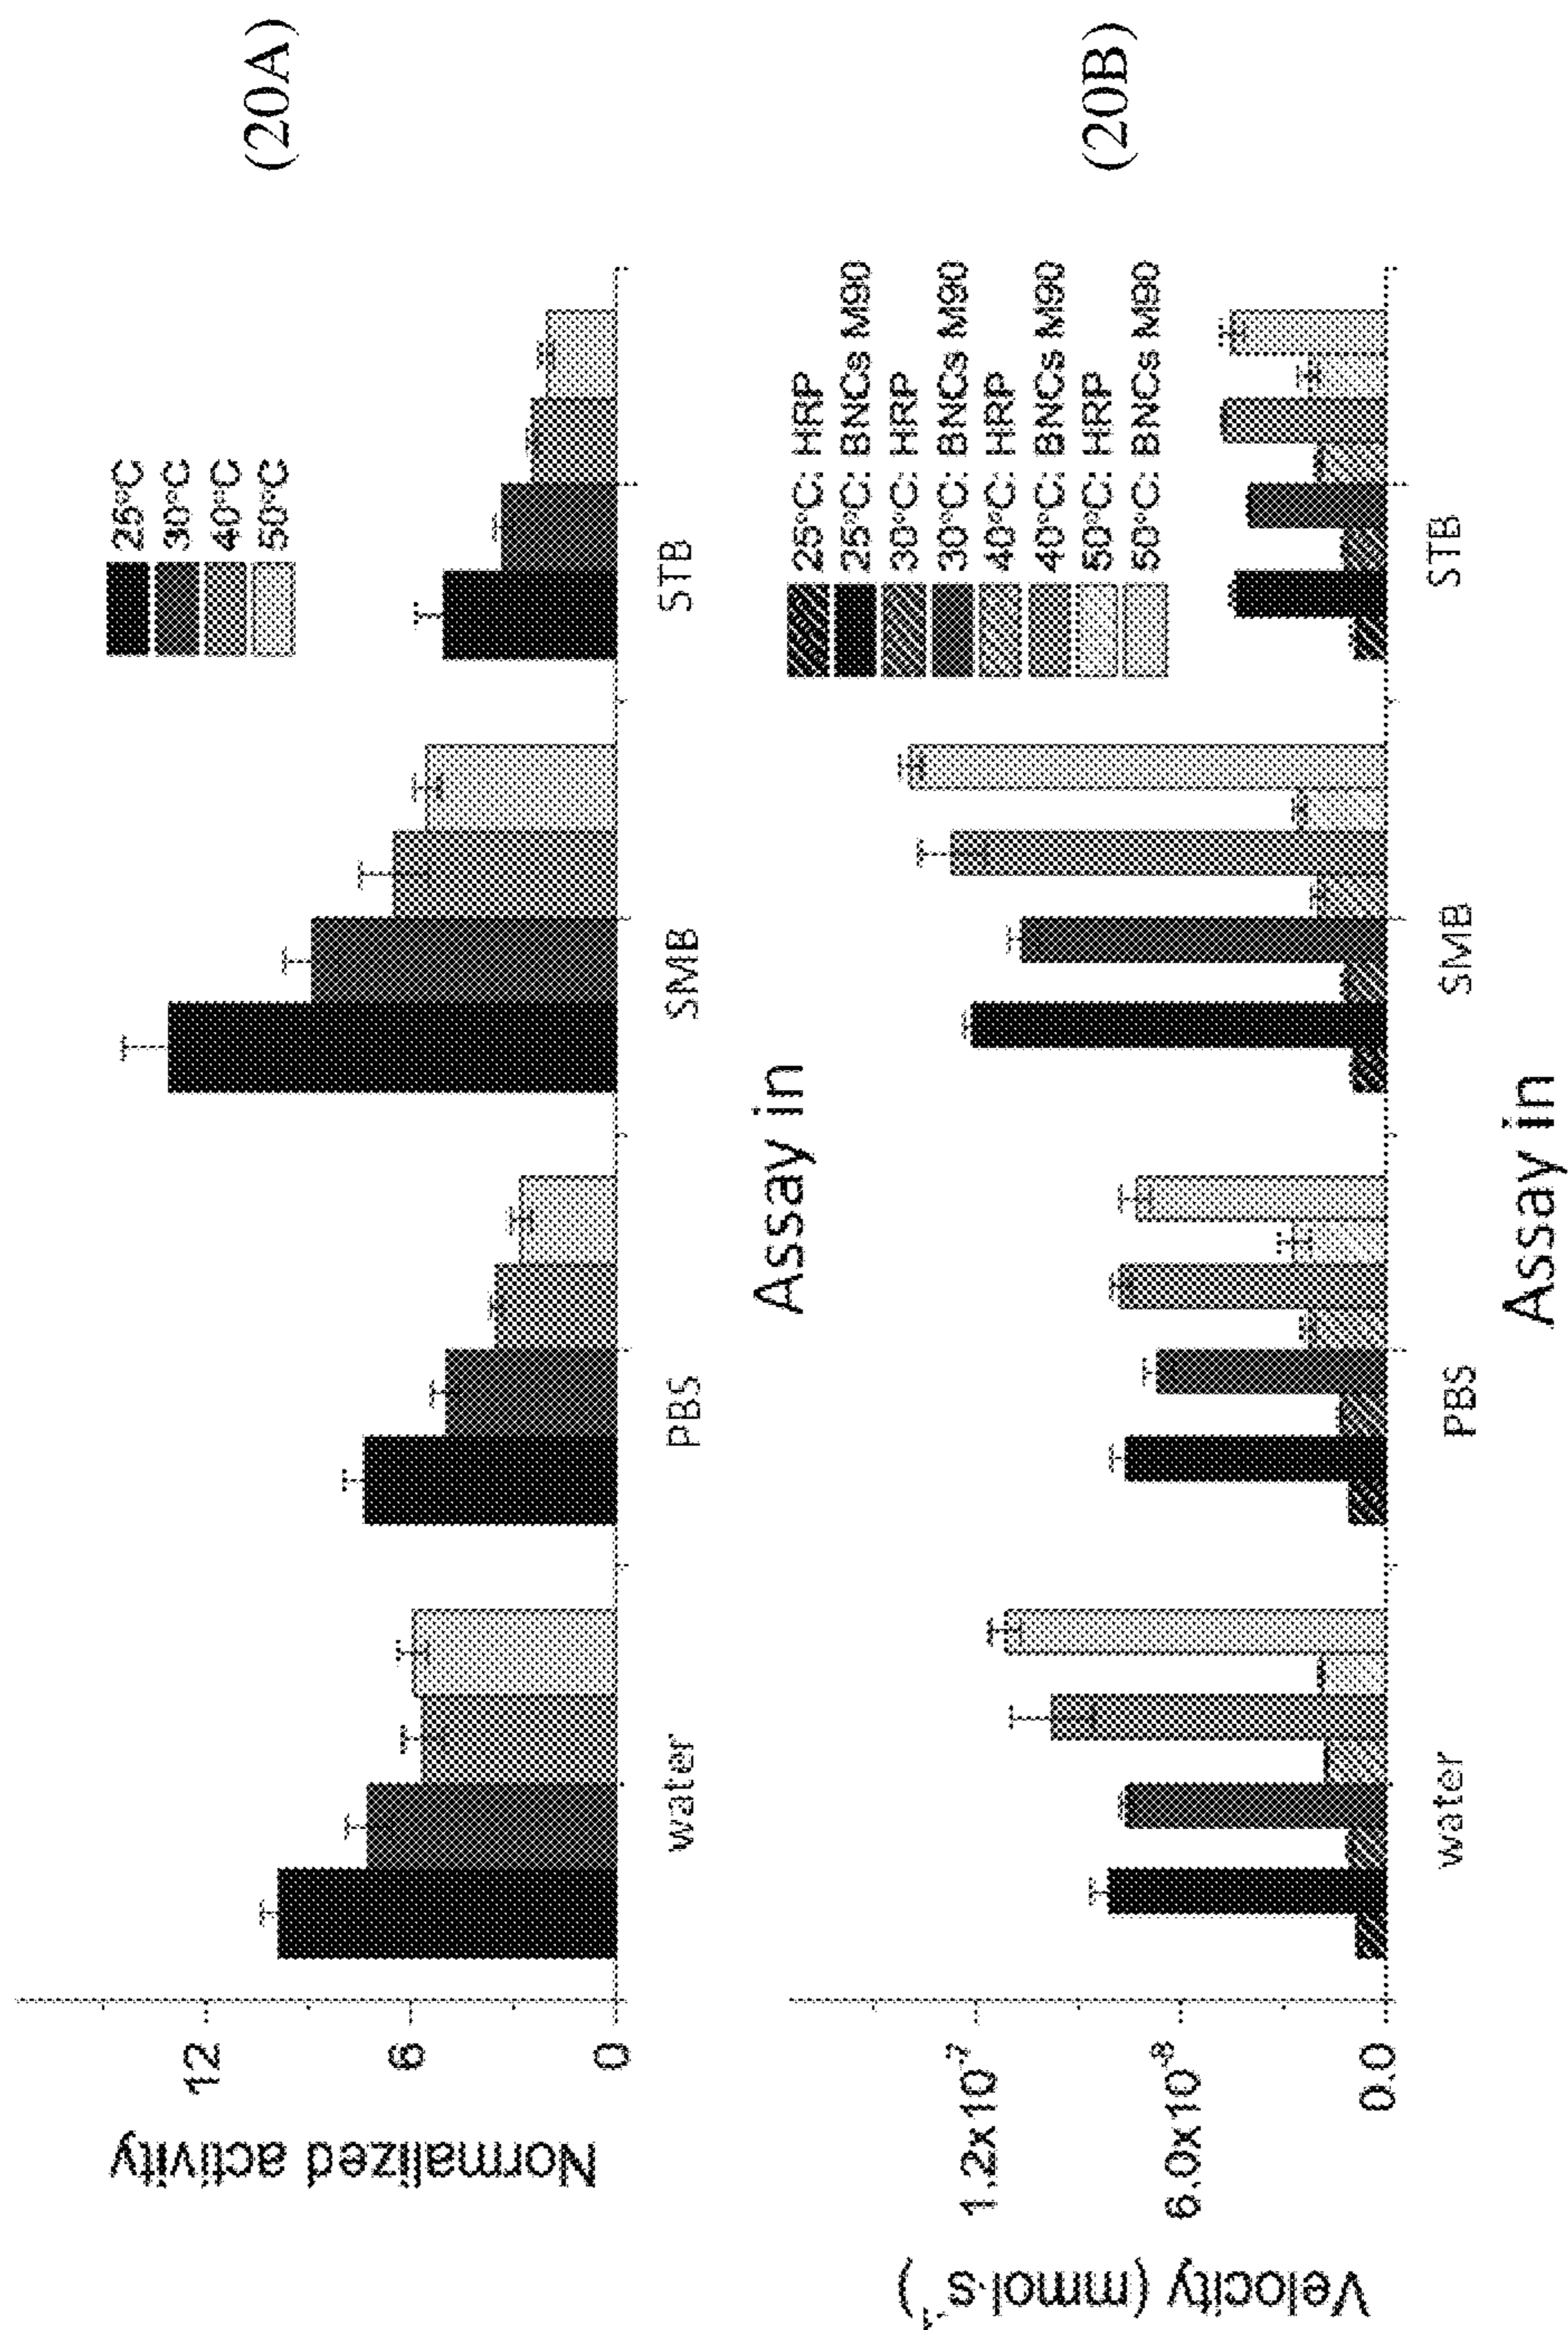 (20A)
Normalized activity
12
6
0
25°C
30°C
40°C
50°C
water
PBS
SMB
STB
Assay in
(20B)
Velocity (mmol·s⁻¹)
1.2x10⁻⁷
6.0x10⁻⁸
0.0
25°C: HRP
25°C: BNCs M90
30°C: HRP
30°C: BNCs M90
40°C: HRP
40°C: BNCs M90
50°C: HRP
50°C: BNCs M90
water
PBS
SMB
STB
Assay in